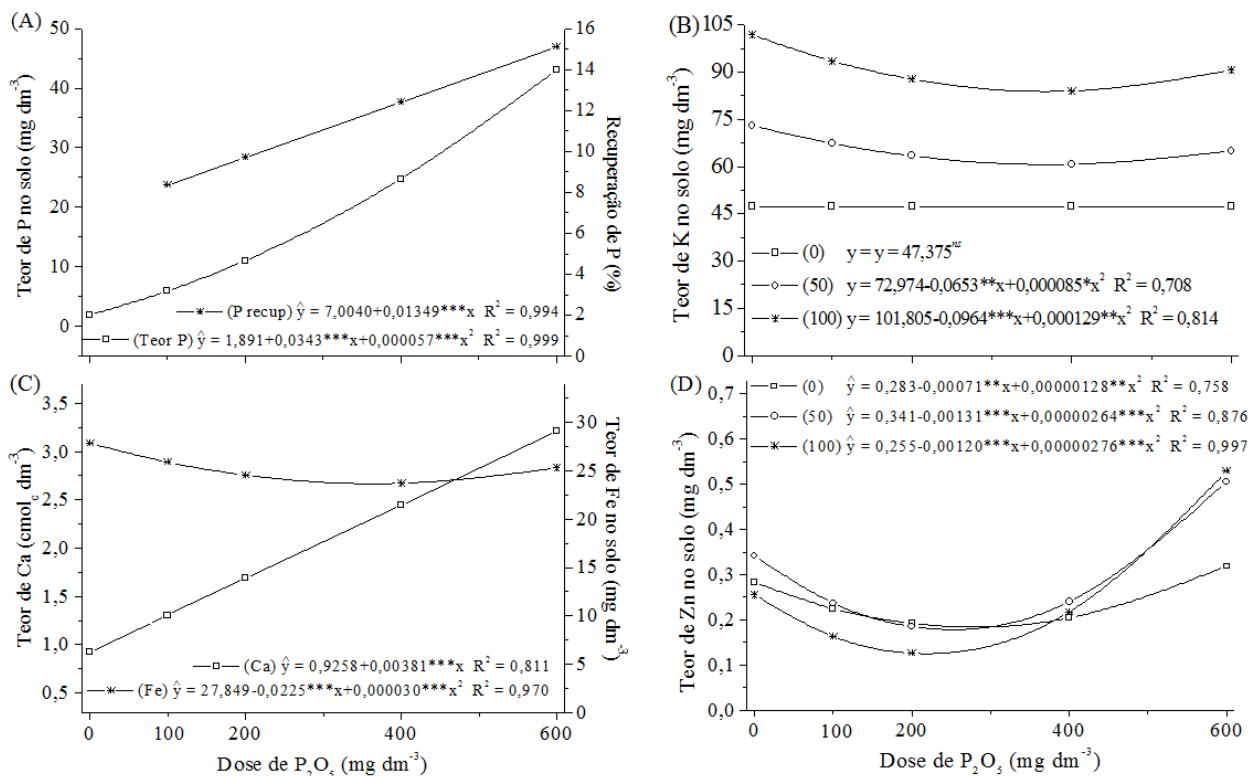 (A)
50
40
30
20
10
0
Teor de P no solo (mg dm⁻³)
16
14
12
10
8
6
4
2
0
Recuperação de P (%)
(P recup) ŷ = 7,0040+0,01349***x R² = 0,994
(Teor P) ŷ = 1,891+0,0343***x+0,000057***x² R² = 0,999
(B)
105
90
75
60
45
30
15
0
Teor de K no solo (mg dm⁻³)
(0) y = y = 47,375ⁿˢ
(50) y = 72,974-0,0653**x+0,000085*x² R² = 0,708
(100) y = 101,805-0,0964***x+0,000129**x² R² = 0,814
(C)
3,5
3,0
2,5
2,0
1,5
1,0
0,5
Teor de Ca (cmol꜀ dm⁻³)
30
25
20
15
10
5
0
Teor de Fe no solo (mg dm⁻³)
(Ca) ŷ = 0,9258+0,00381***x R² = 0,811
(Fe) ŷ = 27,849-0,0225***x+0,000030***x² R² = 0,970
0 100 200 300 400 500 600
Dose de P₂O₅ (mg dm⁻³)
(D)
0,7
0,6
0,5
0,4
0,3
0,2
0,1
0,0
Teor de Zn no solo (mg dm⁻³)
(0) ŷ = 0,283-0,00071**x+0,00000128**x² R² = 0,758
(50) ŷ = 0,341-0,00131***x+0,00000264***x² R² = 0,876
(100) ŷ = 0,255-0,00120***x+0,00000276***x² R² = 0,997
0 100 200 300 400 500 600
Dose de P₂O₅ (mg dm⁻³)